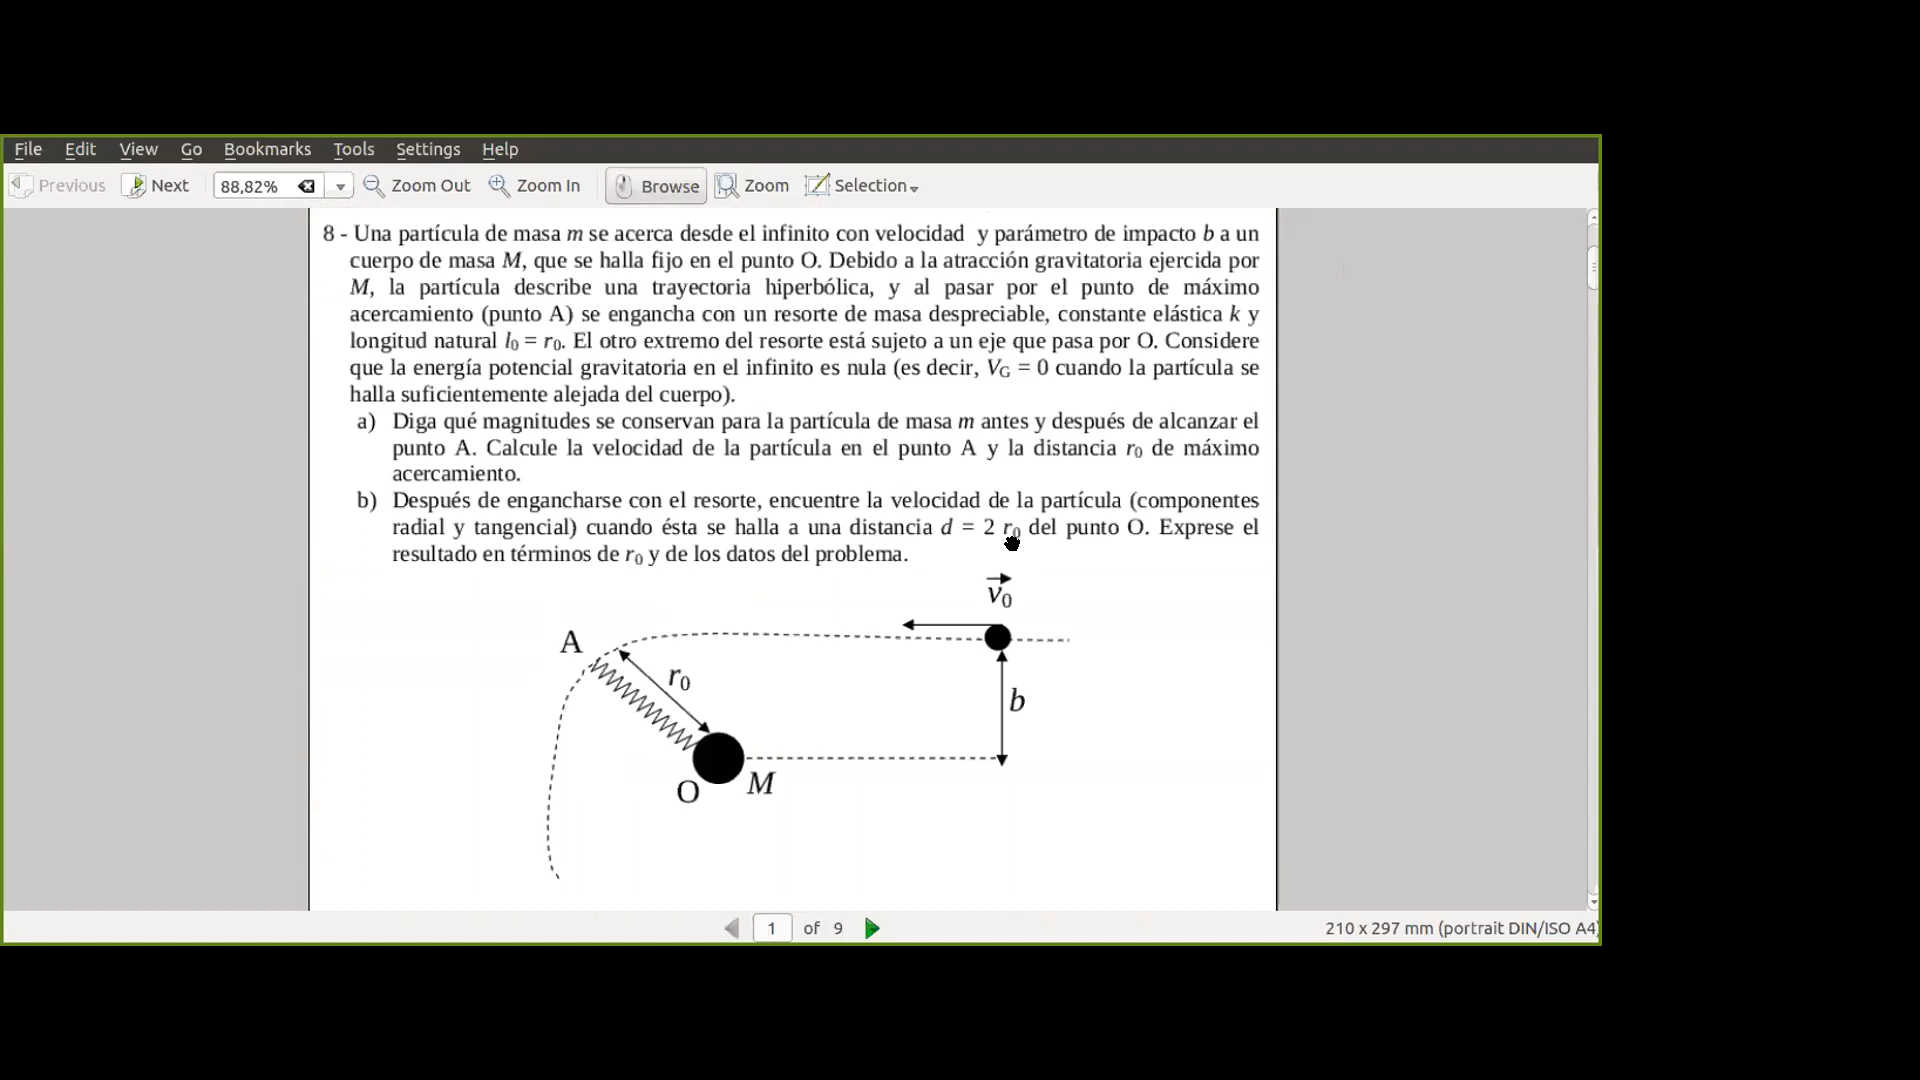 File Edit View Go Bookmarks Tools Settings Help
Previous Next 88,82% Zoom Out Zoom In Browse Zoom Selection
8 - Una partícula de masa m se acerca desde el infinito con velocidad y parámetro de impacto b a un
cuerpo de masa M, que se halla fijo en el punto O. Debido a la atracción gravitatoria ejercida por
M, la partícula describe una trayectoria hiperbólica, y al pasar por el punto de máximo
acercamiento (punto A) se engancha con un resorte de masa despreciable, constante elástica k y
longitud natural l₀ = r₀. El otro extremo del resorte está sujeto a un eje que pasa por O. Considere
que la energía potencial gravitatoria en el infinito es nula (es decir, V_G = 0 cuando la partícula se
halla suficientemente alejada del cuerpo).
a) Diga qué magnitudes se conservan para la partícula de masa m antes y después de alcanzar el
punto A. Calcule la velocidad de la partícula en el punto A y la distancia r₀ de máximo
acercamiento.
b) Después de engancharse con el resorte, encuentre la velocidad de la partícula (componentes
radial y tangencial) cuando ésta se halla a una distancia d = 2 r₀ del punto O. Exprese el
resultado en términos de r₀ y de los datos del problema.
v₀
A
r₀
b
O M
1 of 9 210 x 297 mm (portrait DIN/ISO A4)